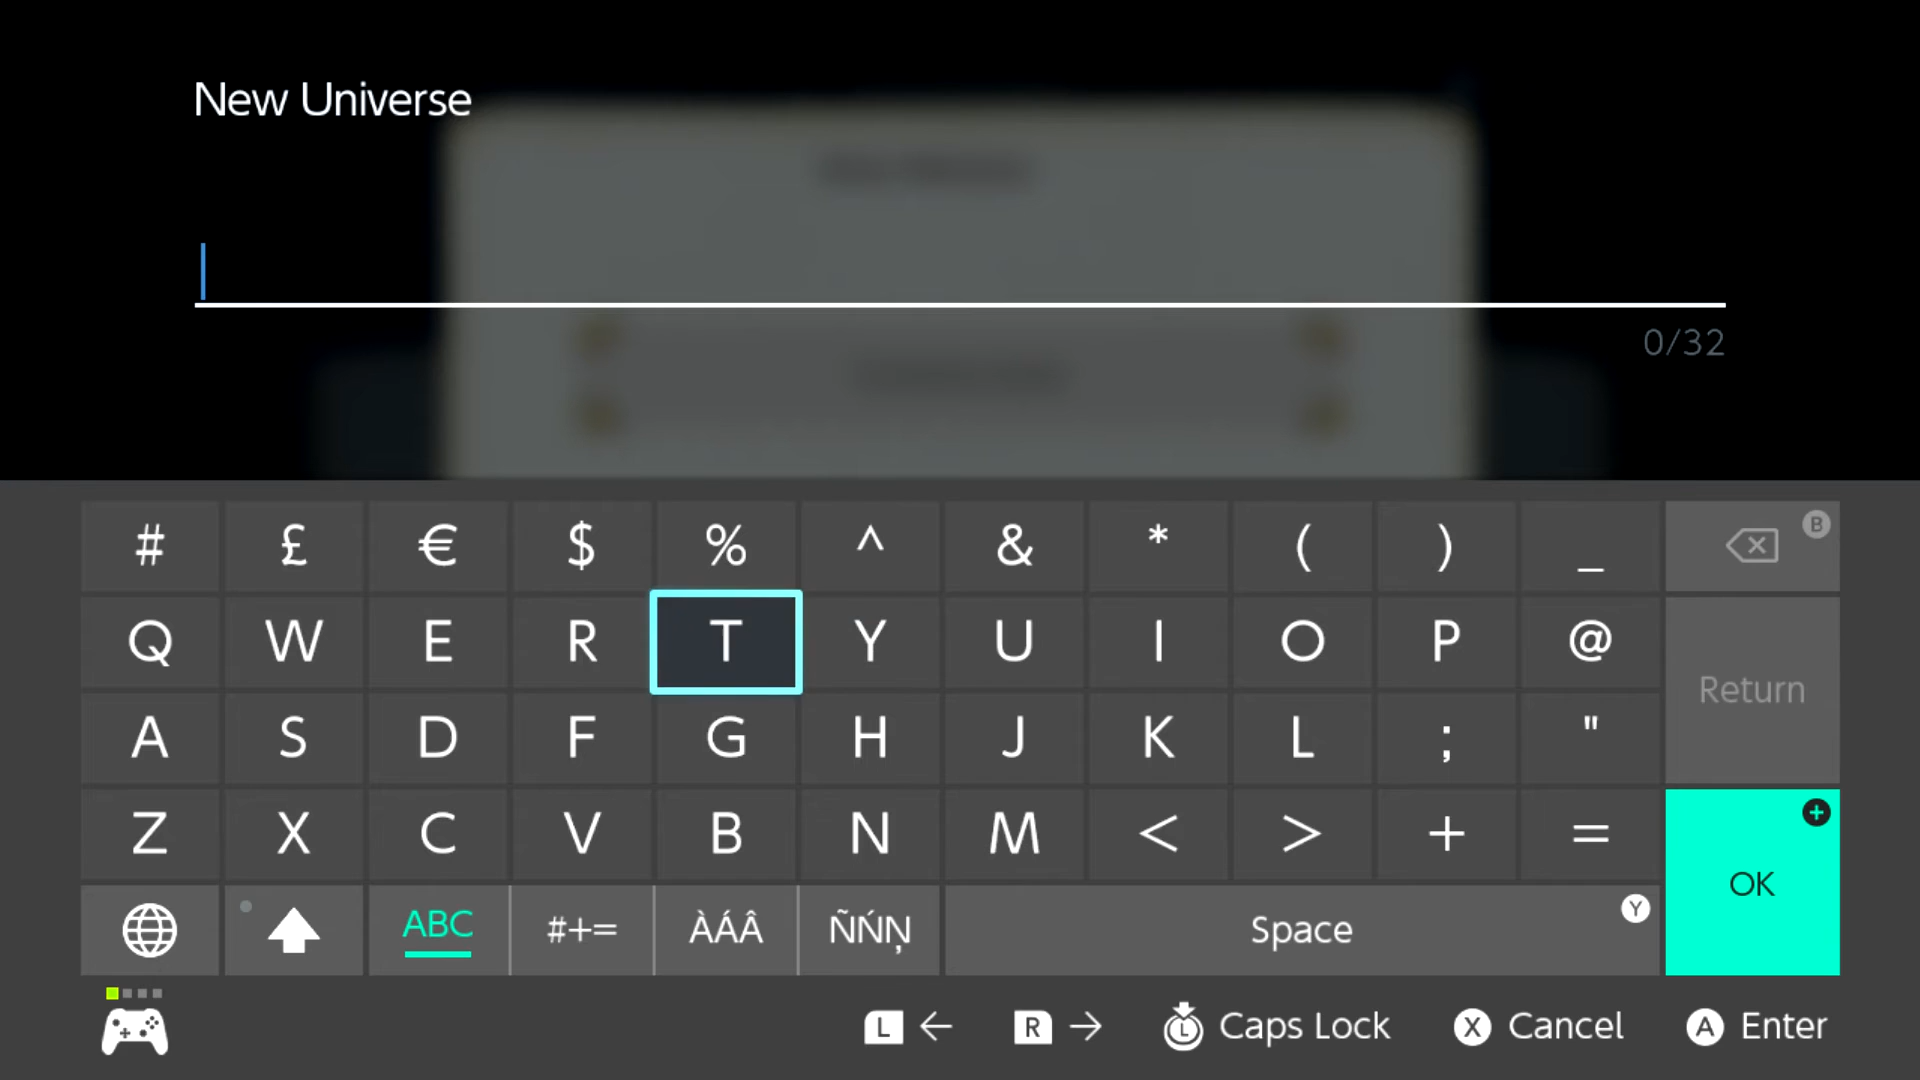 New Universe
0/32
# £ € $ % ^ & * ( ) _ B
Q W E R T Y U I O P @ Return
A S D F G H J K L ; "
Z X C V B N M < > + = OK
ABC #+= ÀÁÂ ÑŃŅ Space Y
L ← R → L Caps Lock X Cancel A Enter